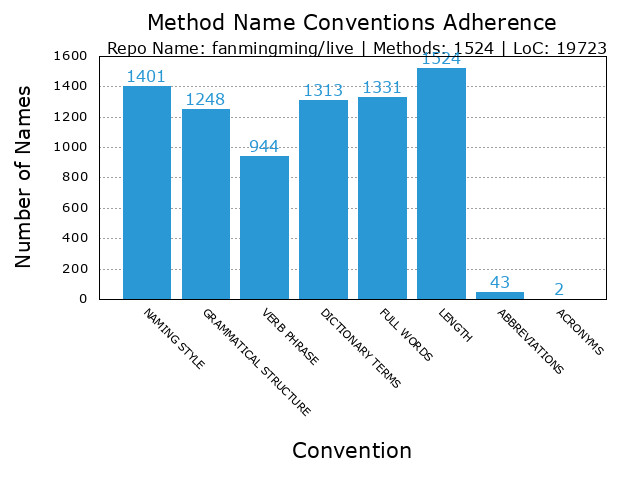 Method Name Conventions Adherence
Repo Name: fanmingming/live | Methods: 1524 | LoC: 19723
Number of Names
1600
1400
1200
1000
800
600
400
200
0
1401
1248
944
1313
1331
1524
43
2
NAMING STYLE
GRAMMATICAL STRUCTURE
VERB PHRASE
DICTIONARY TERMS
FULL WORDS
LENGTH
ABBREVIATIONS
ACRONYMS
Convention